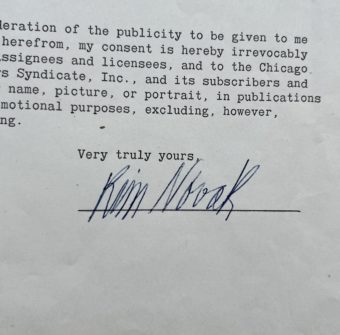 deration of the publicity to be given to me
herefrom, my consent is hereby irrevocably
assignees and licensees, and to the Chicago
rs Syndicate, Inc., and its subscribers and
name, picture, or portrait, in publications
omotional purposes, excluding, however,
ng.
Very truly yours,
Kim Novak